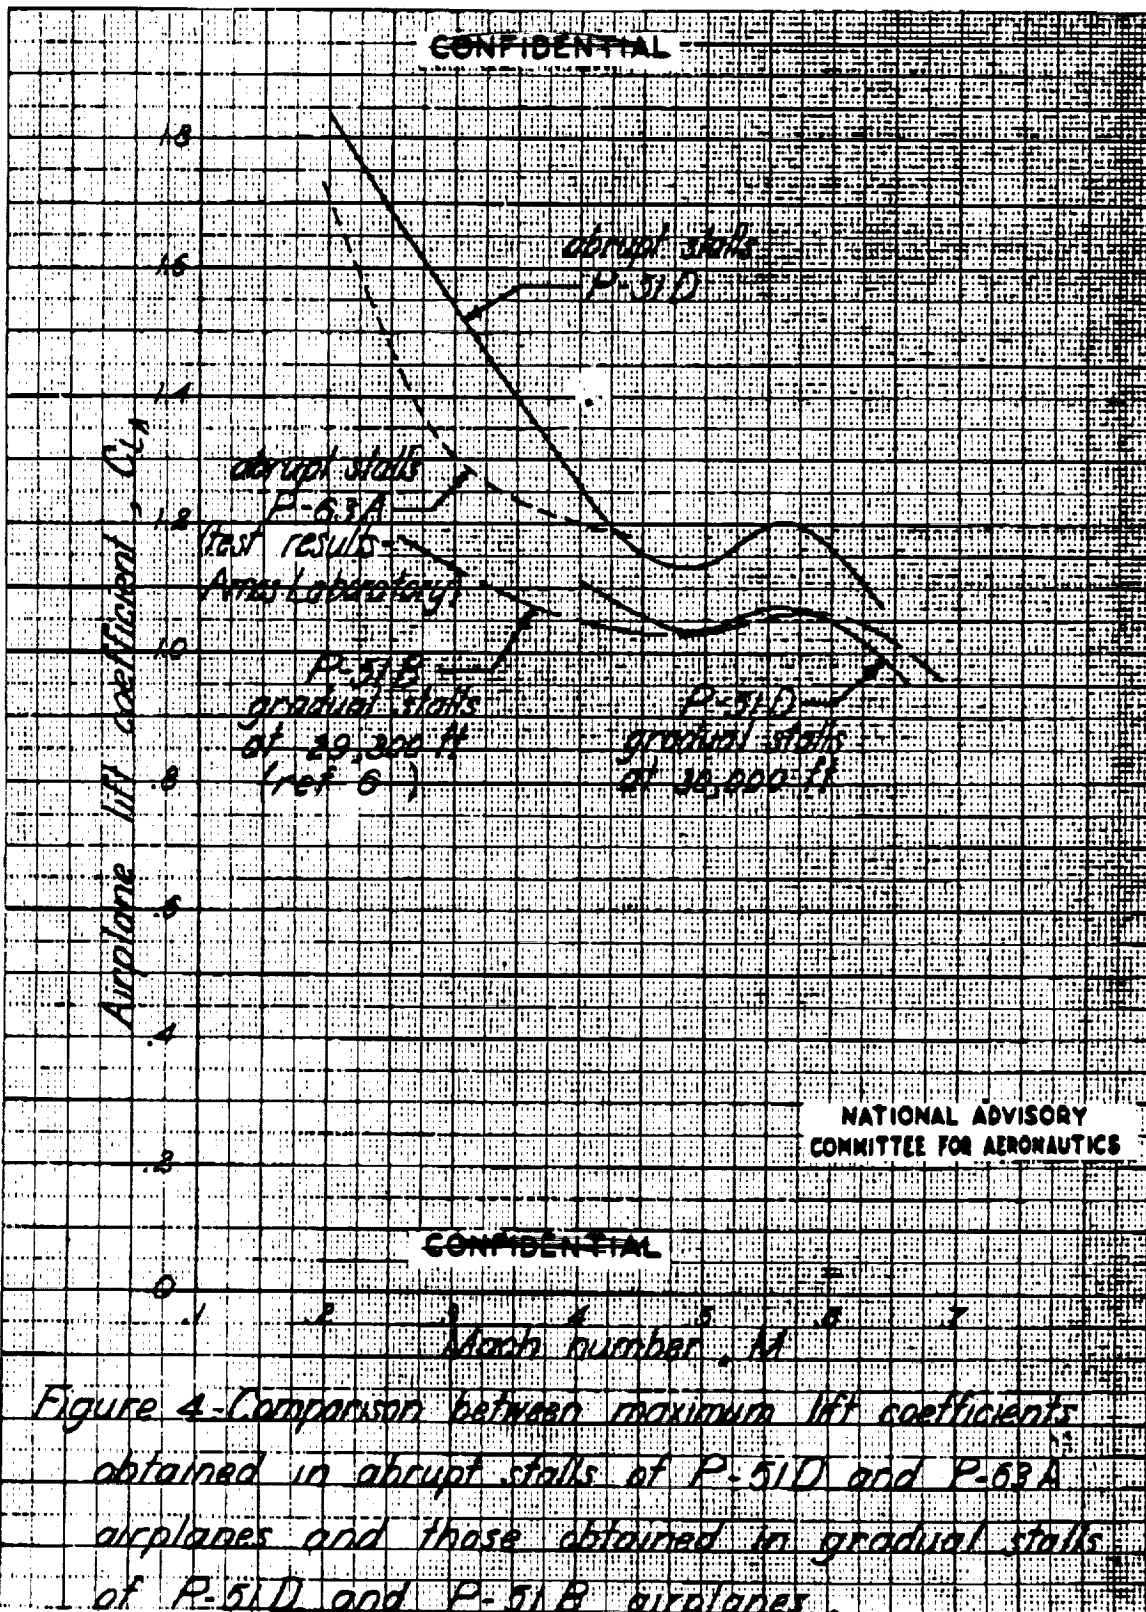 CONFIDENTIAL
1.8
abrupt stalls
1.6
P-51D
1.4
Airplane lift coefficient, CLA
abrupt stalls
P-63A
1.2
(test results-
Ames Laboratory)
1.0
P-51B
gradual stalls
at 29,300 ft
(ref 6)
P-51D
gradual stalls
at 30,000 ft
.8
.6
.4
NATIONAL ADVISORY
COMMITTEE FOR AERONAUTICS
.2
CONFIDENTIAL
0
.1 .2 .3 .4 .5 .6 .7
Mach number, M
Figure 4-Comparison between maximum lift coefficients
obtained in abrupt stalls of P-51D and P-63A
airplanes and those obtained in gradual stalls
of P-51D and P-51B airplanes.